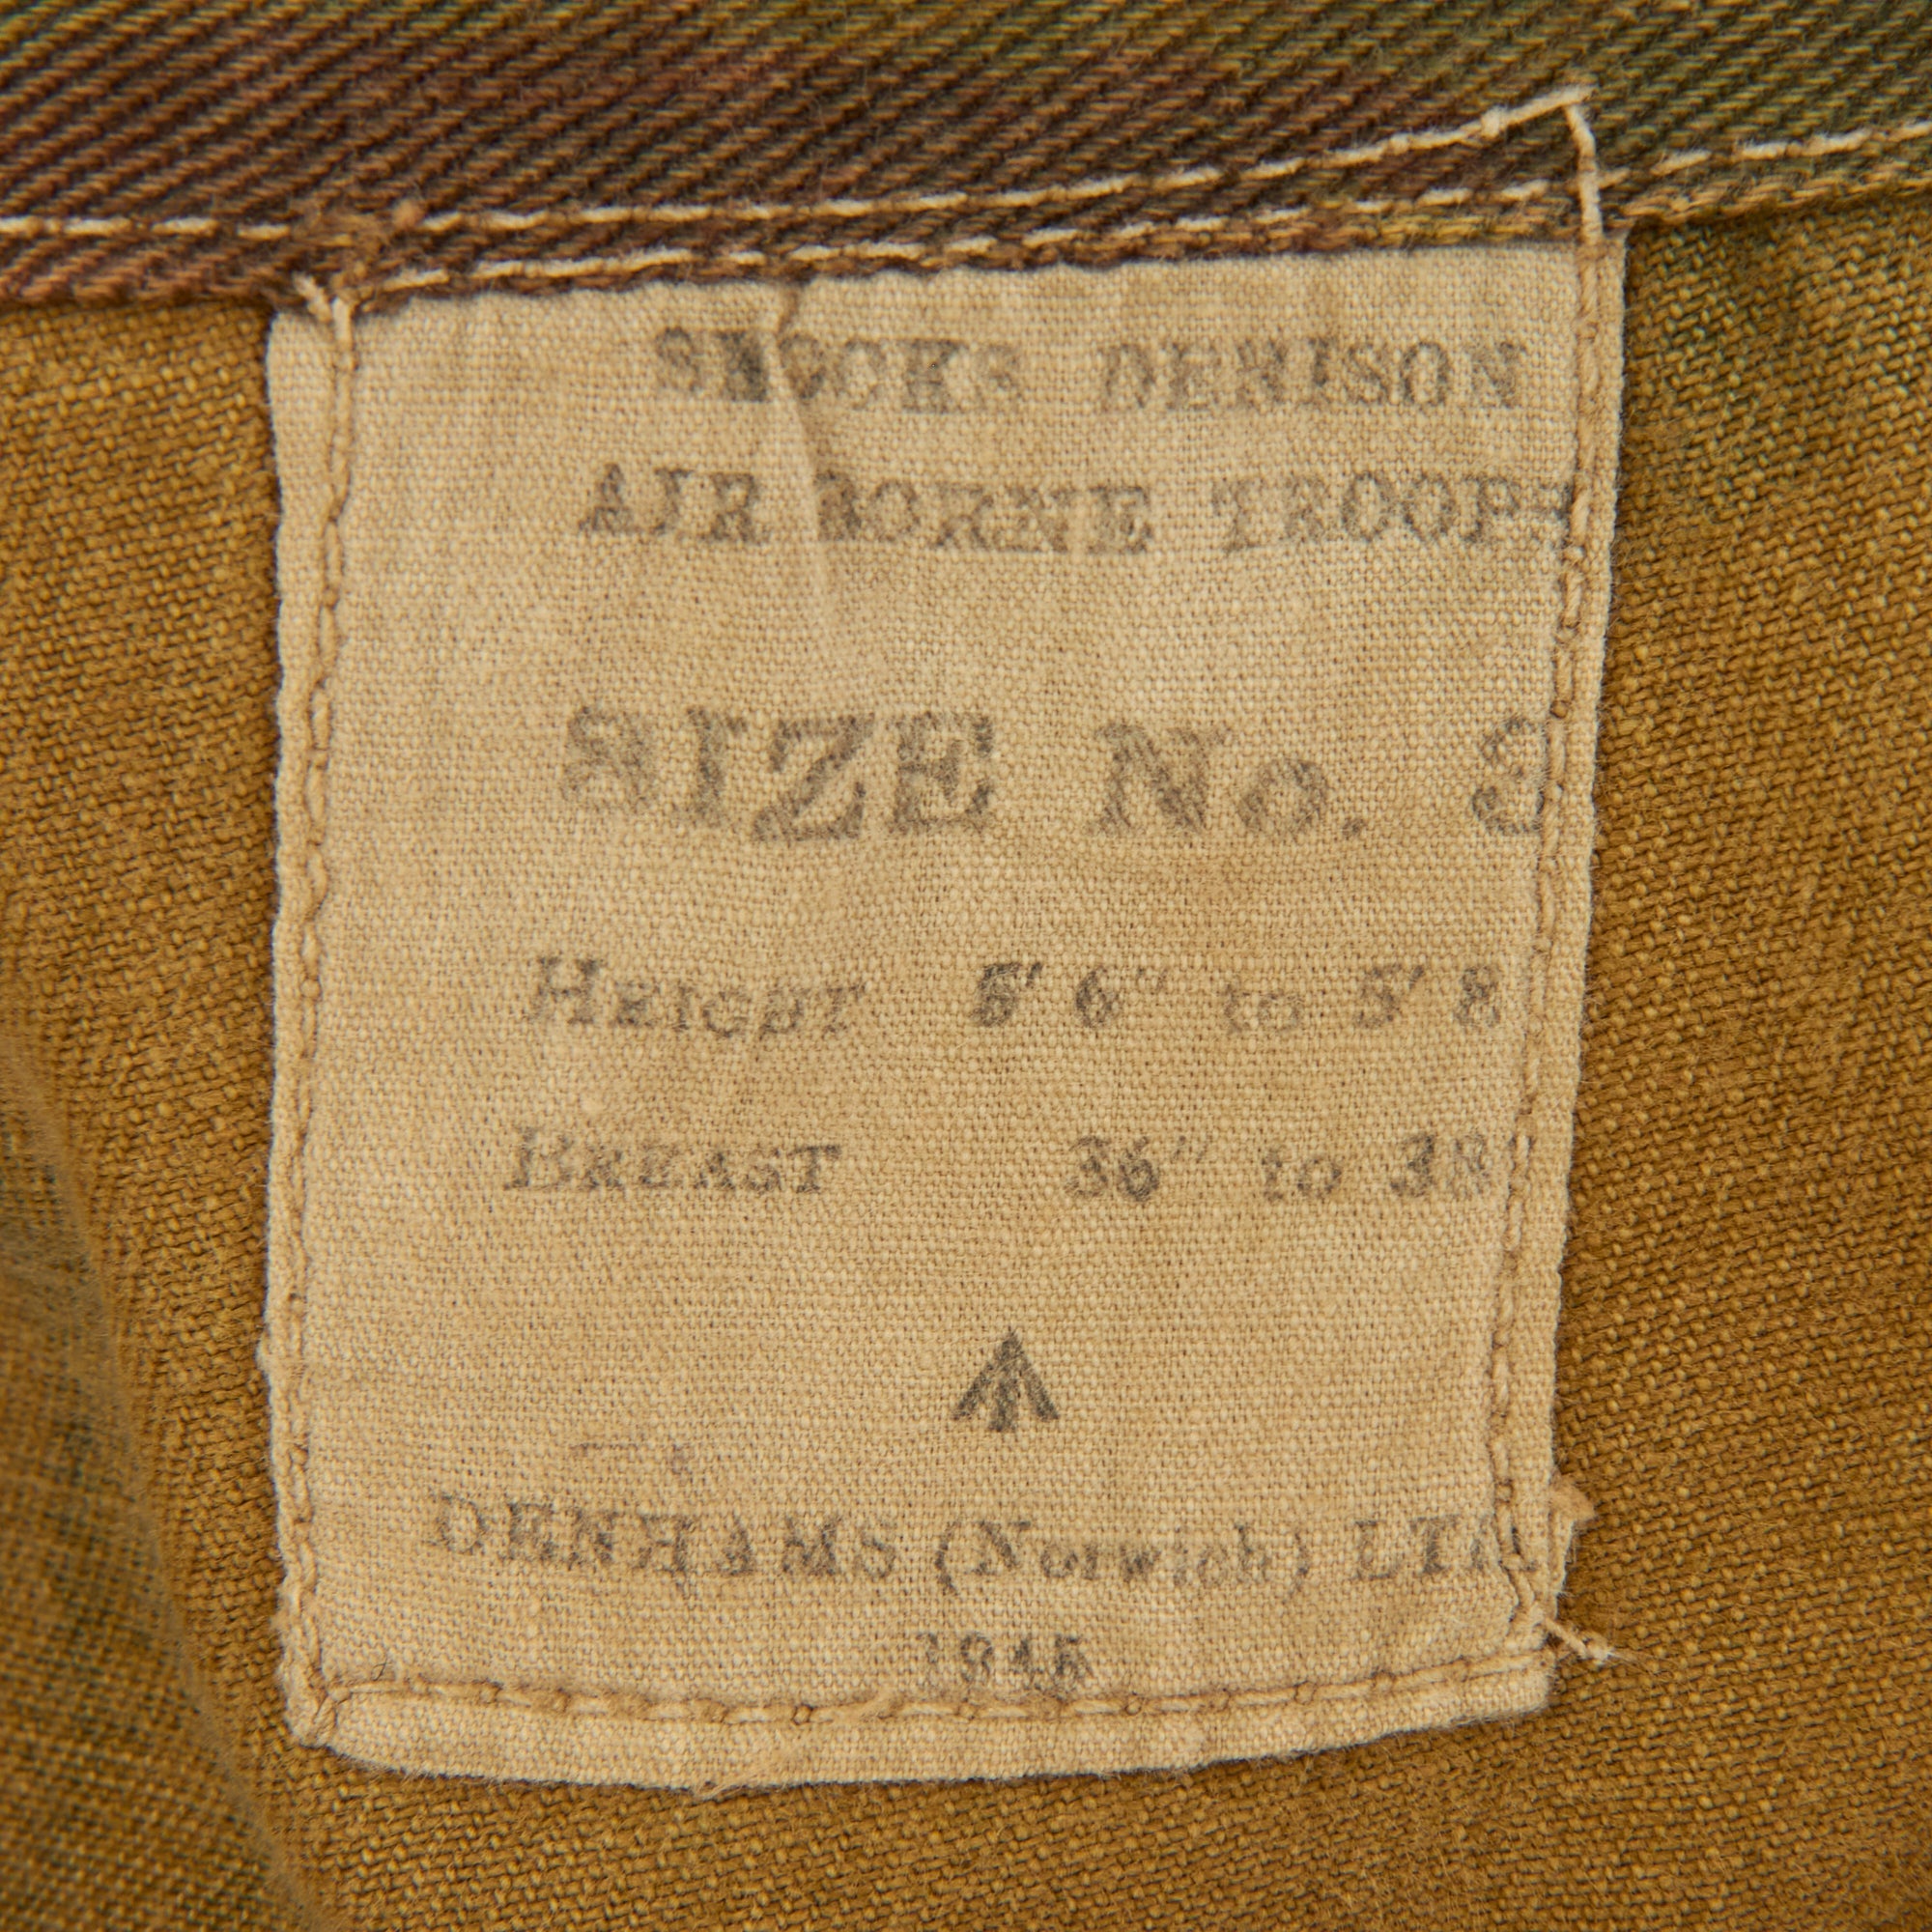 SMOCKS DENISON
AIR BORNE TROOPS
SIZE No. 3
HEIGHT 5' 6" to 5' 8
BREAST 36" to 38"
DENHAMS (Norwich) LTD.
1945